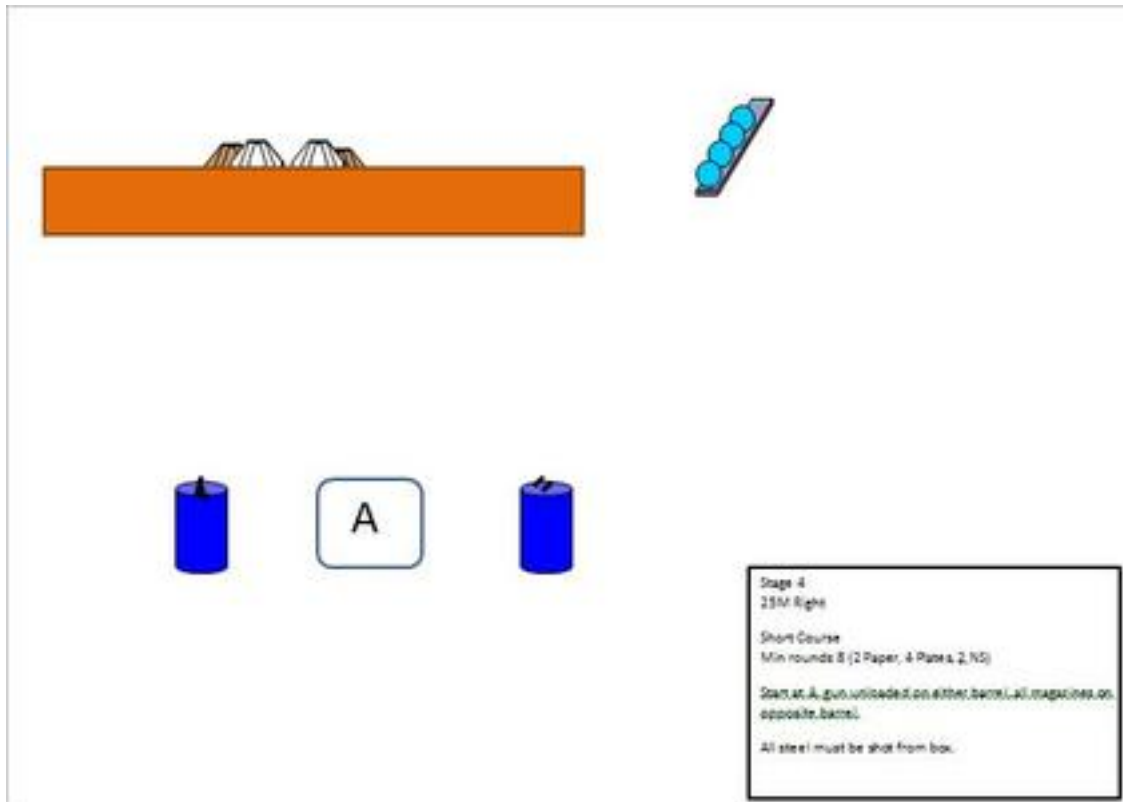 A
Stage 4
25M Right
Short Course
Min rounds 8 (2 Paper, 4 Plates, 2 NS)
Start at A, gun unloaded on either barrel, all magazines on
opposite barrel.
All steel must be shot from box.